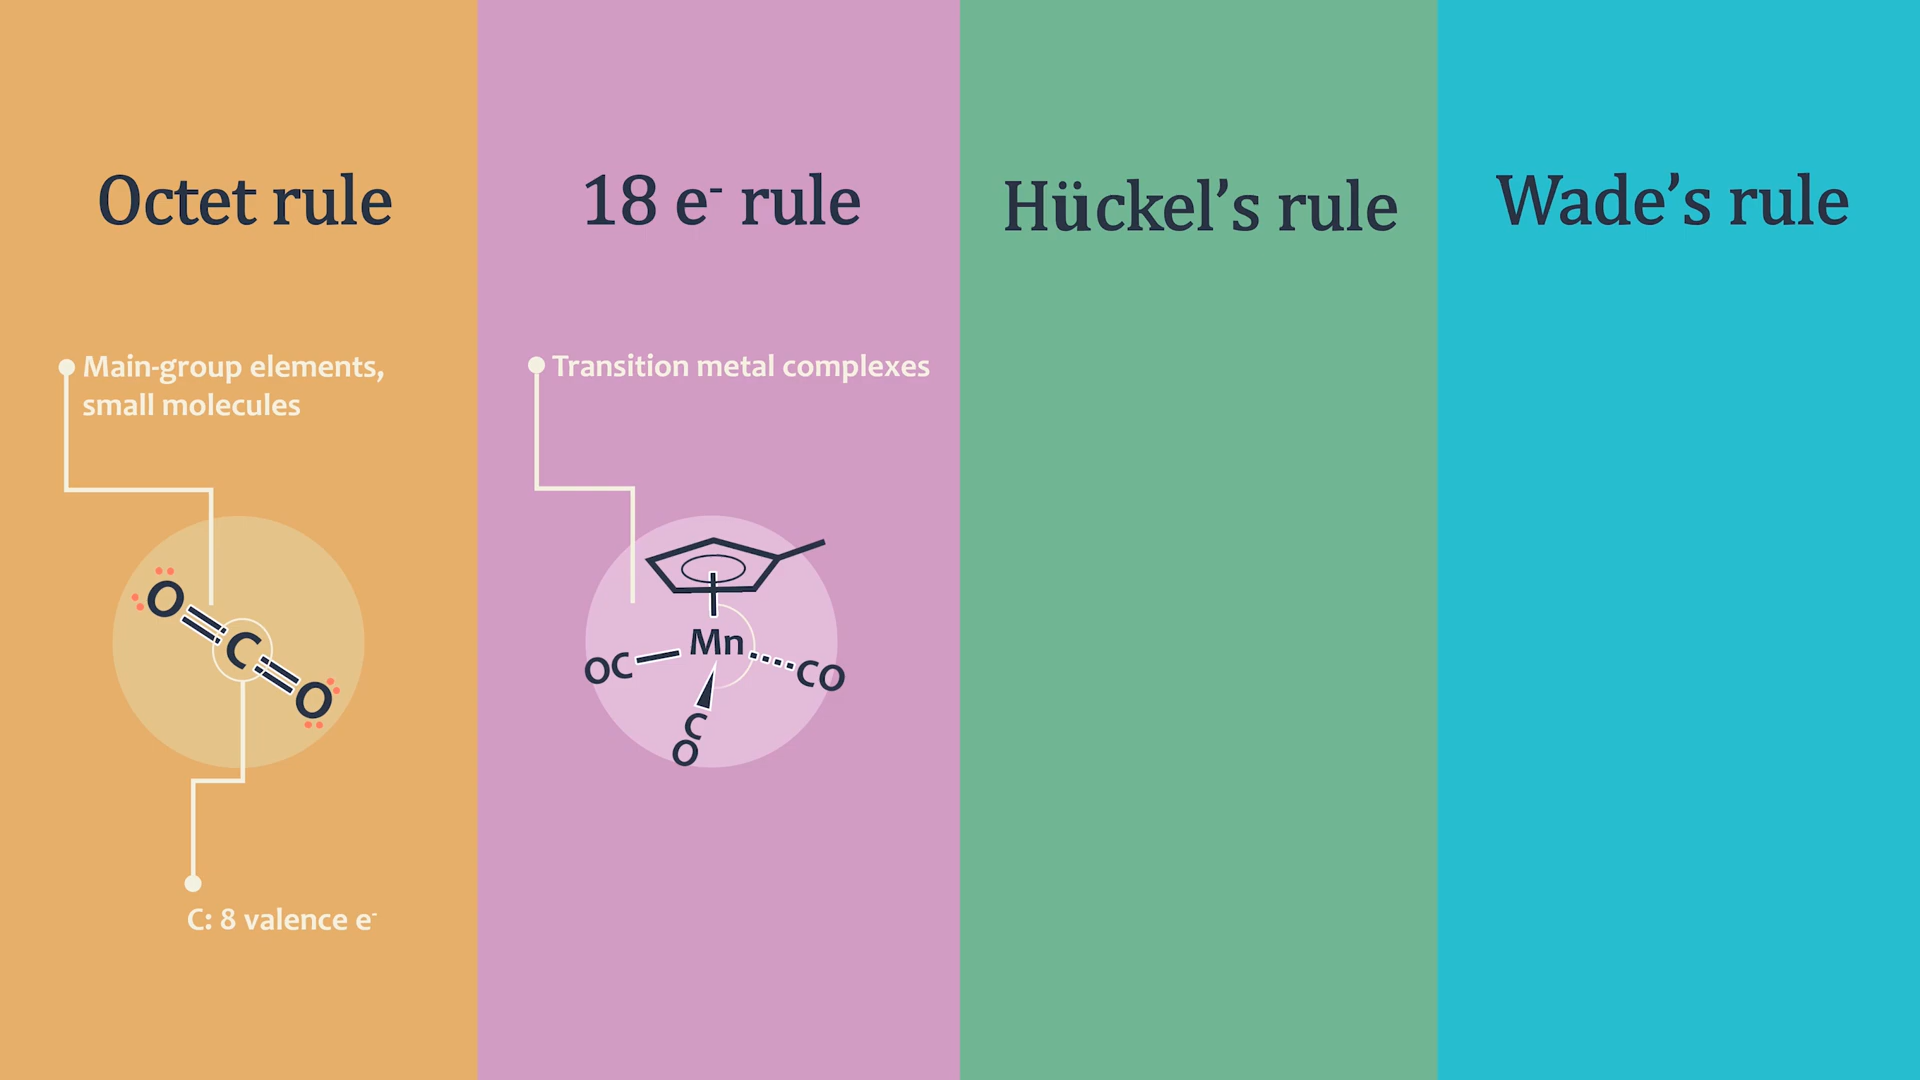 Octet rule
18 e⁻ rule
Hückel’s rule
Wade’s rule
Main-group elements,
small molecules
Transition metal complexes
O
C
O
Mn
OC
CO
C
O
C: 8 valence e⁻